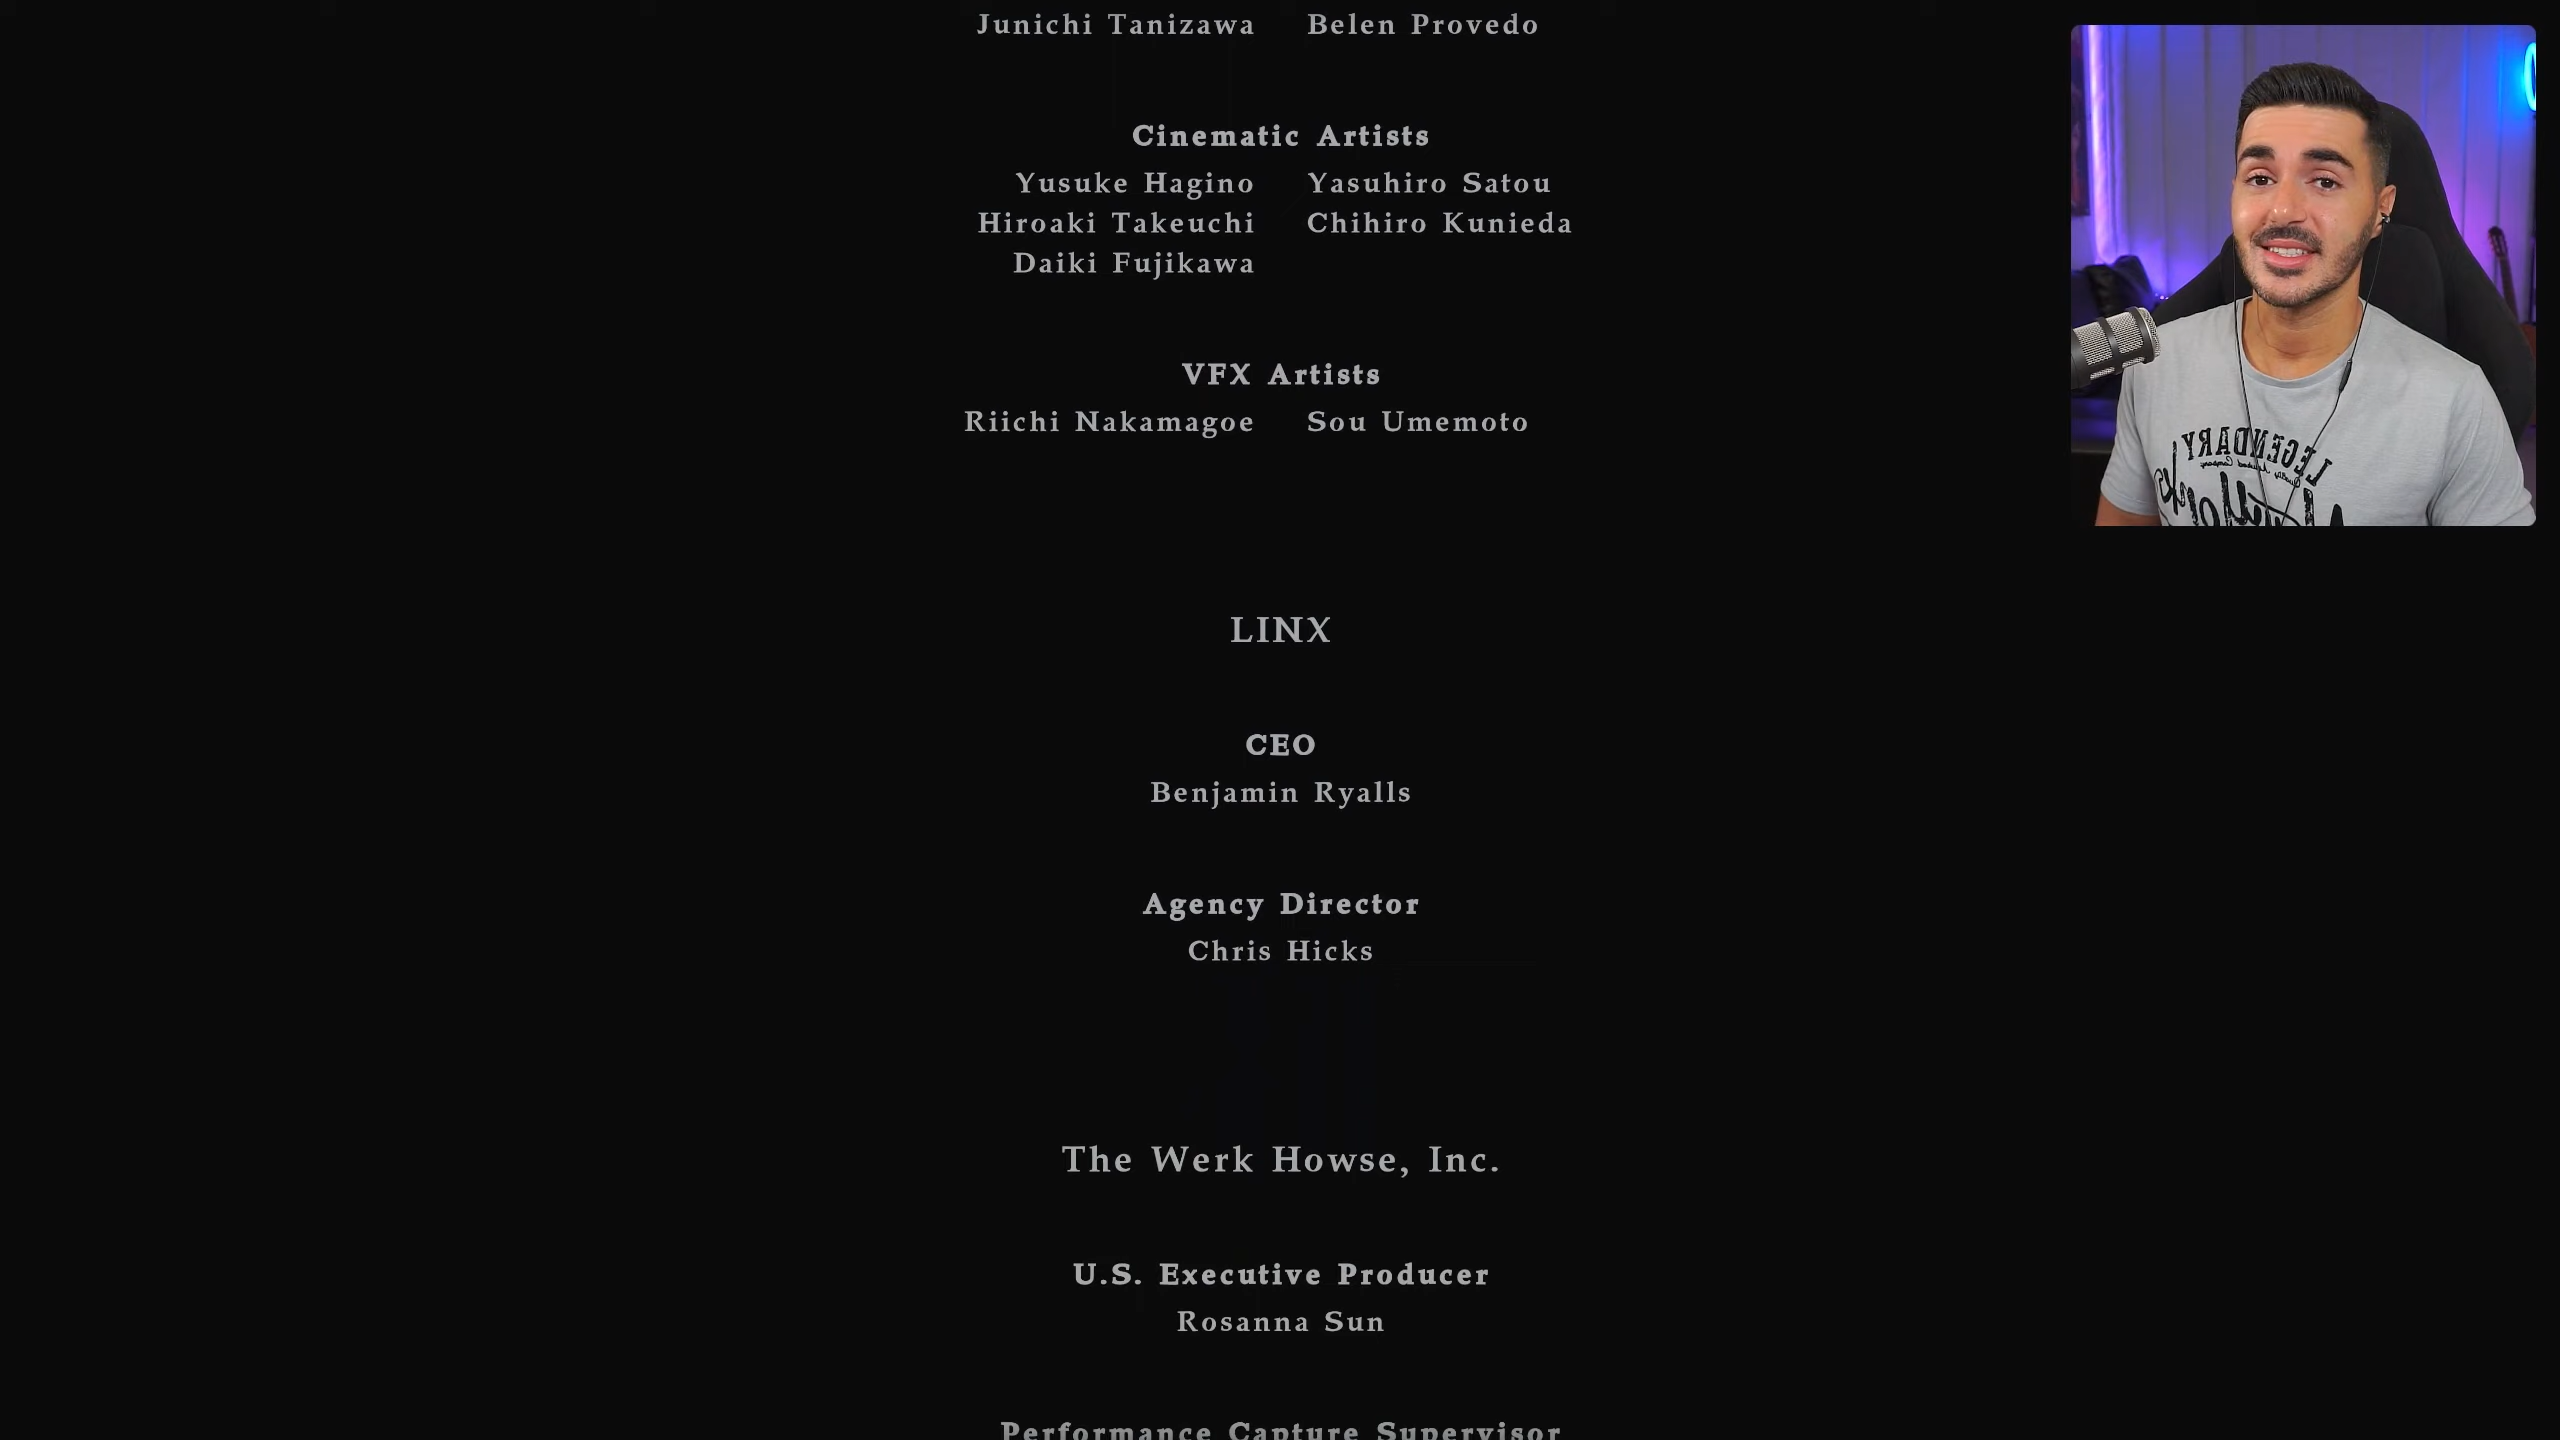 Junichi Tanizawa Belen Provedo
Cinematic Artists
Yusuke Hagino Yasuhiro Satou
Hiroaki Takeuchi Chihiro Kunieda
Daiki Fujikawa
VFX Artists
Riichi Nakamagoe Sou Umemoto
LINX
CEO
Benjamin Ryalls
Agency Director
Chris Hicks
The Werk Howse, Inc.
U.S. Executive Producer
Rosanna Sun
Performance Capture Supervisor
LEGENDARY